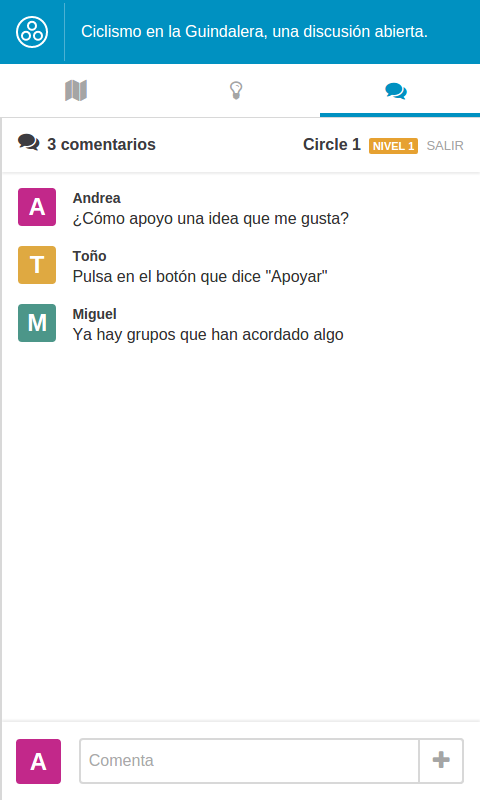 Ciclismo en la Guindalera, una discusión abierta.
3 comentarios Circle 1 NIVEL 1 SALIR
A
Andrea
¿Cómo apoyo una idea que me gusta?
T
Toño
Pulsa en el botón que dice "Apoyar"
M
Miguel
Ya hay grupos que han acordado algo
A
Comenta